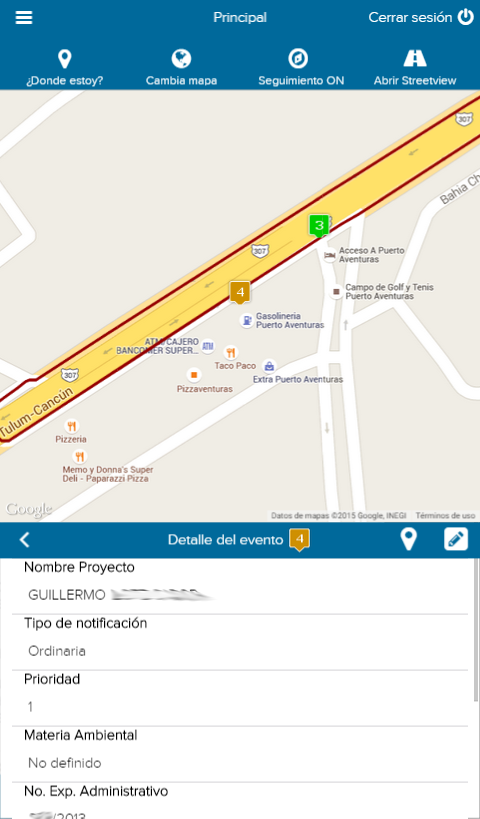 Principal
Cerrar sesión
¿Donde estoy?
Cambia mapa
Seguimiento ON
Abrir Streetview
307
Bahia Ch
3
307
Acceso A Puerto
Aventuras
4
Campo de Golf y Tenis
Puerto Aventuras
Gasolineria
Puerto Aventuras
ATM CAJERO
BANCOMER SUPER...
ATM
Taco Paco
Extra Puerto Aventuras
307
Pizzaventuras
Tulum-Cancún
Pizzeria
Memo y Donna's Super
Deli - Paparazzi Pizza
Google
Datos de mapas ©2015 Google, INEGI
Términos de uso
Detalle del evento
4
Nombre Proyecto
GUILLERMO
Tipo de notificación
Ordinaria
Prioridad
1
Materia Ambiental
No definido
No. Exp. Administrativo
/2013